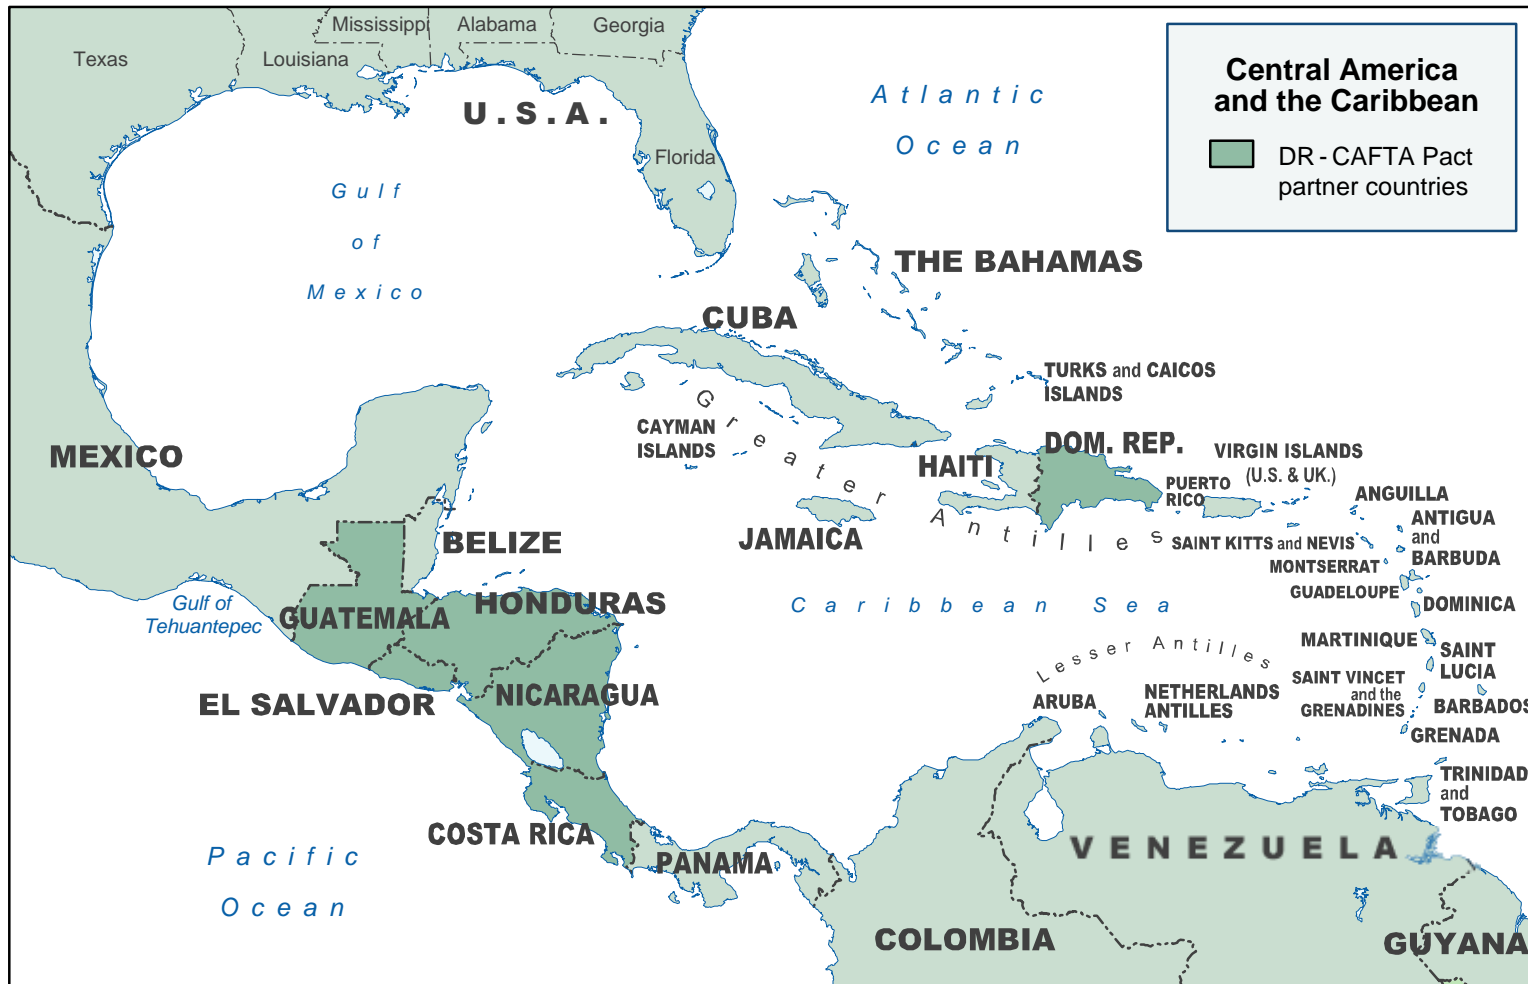 Mississippi
Alabama
Georgia
Texas
Louisiana
U.S.A.
Florida
Atlantic
Ocean
Central America
and the Caribbean
DR - CAFTA Pact
partner countries
Gulf
of
Mexico
THE BAHAMAS
CUBA
TURKS and CAICOS
ISLANDS
CAYMAN
ISLANDS
Greater Antilles
MEXICO
HAITI
DOM. REP.
PUERTO
RICO
VIRGIN ISLANDS
(U.S. & UK.)
ANGUILLA
ANTIGUA
and
BARBUDA
JAMAICA
BELIZE
SAINT KITTS and NEVIS
MONTSERRAT
GUADELOUPE
DOMINICA
Gulf of
Tehuantepec
GUATEMALA
HONDURAS
Caribbean Sea
MARTINIQUE
Lesser Antilles
SAINT
LUCIA
EL SALVADOR
NICARAGUA
ARUBA
NETHERLANDS
ANTILLES
SAINT VINCET
and the
GRENADINES
BARBADOS
GRENADA
TRINIDAD
and
TOBAGO
COSTA RICA
PANAMA
VENEZUELA
Pacific
Ocean
COLOMBIA
GUYANA